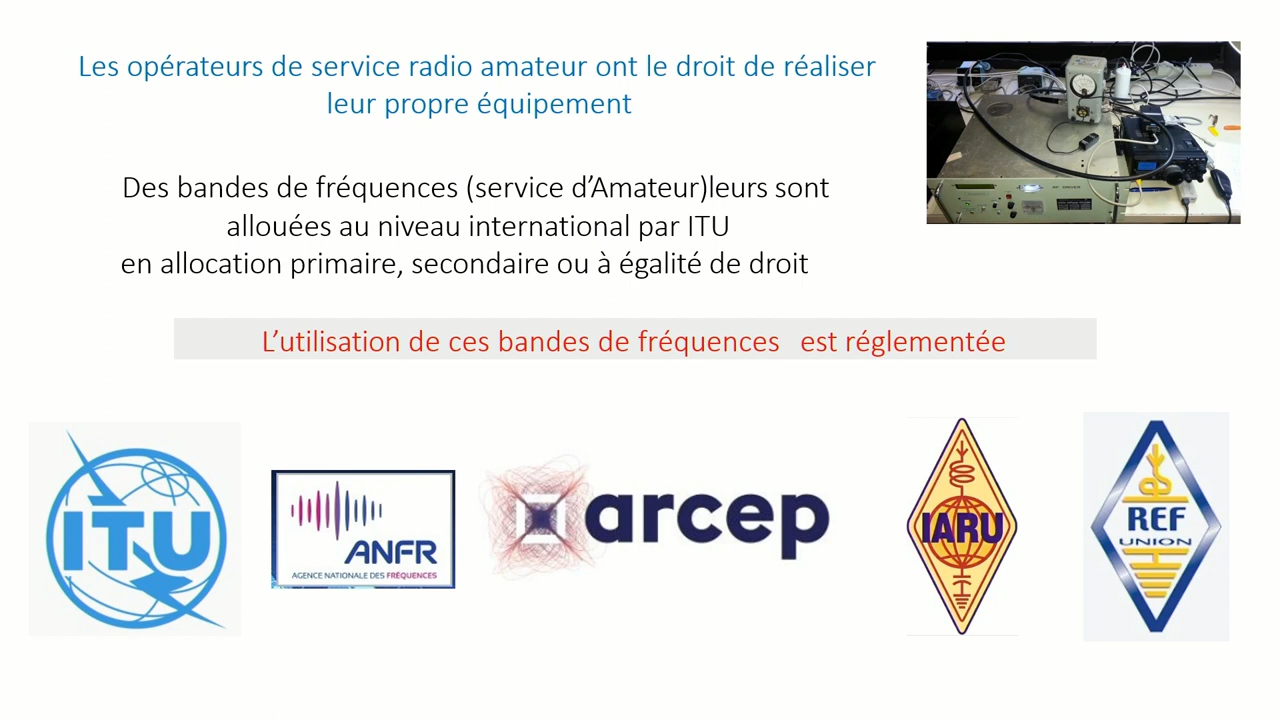 Les opérateurs de service radio amateur ont le droit de réaliser
leur propre équipement
Des bandes de fréquences (service d’Amateur)leurs sont
allouées au niveau international par ITU
en allocation primaire, secondaire ou à égalité de droit
L’utilisation de ces bandes de fréquences est réglementée
ITU
ANFR
AGENCE NATIONALE DES FRÉQUENCES
arcep
IARU
REF
UNION